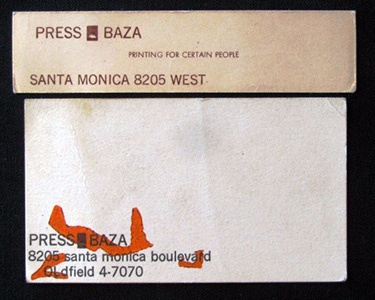 PRESS BAZA
PRINTING FOR CERTAIN PEOPLE
SANTA MONICA 8205 WEST
PRESS BAZA
8205 santa monica boulevard
OLdfield 4-7070